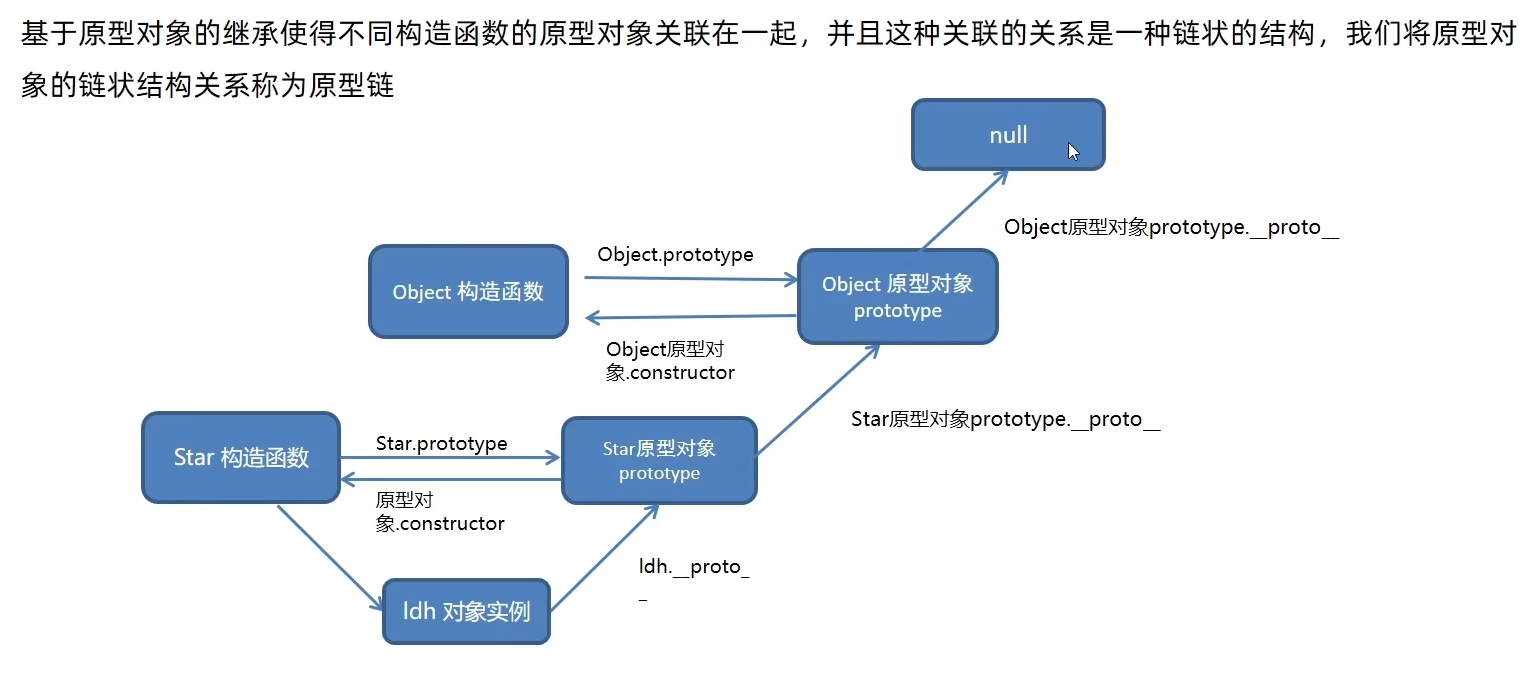 基于原型对象的继承使得不同构造函数的原型对象关联在一起，并且这种关联的关系是一种链状的结构，我们将原型对
象的链状结构关系称为原型链
null
Object原型对象prototype.__proto__
Object.prototype
Object 构造函数
Object 原型对象
prototype
Object原型对
象.constructor
Star原型对象prototype.__proto__
Star.prototype
Star 构造函数
Star原型对象
prototype
原型对
象.constructor
ldh.__proto_
_
ldh 对象实例